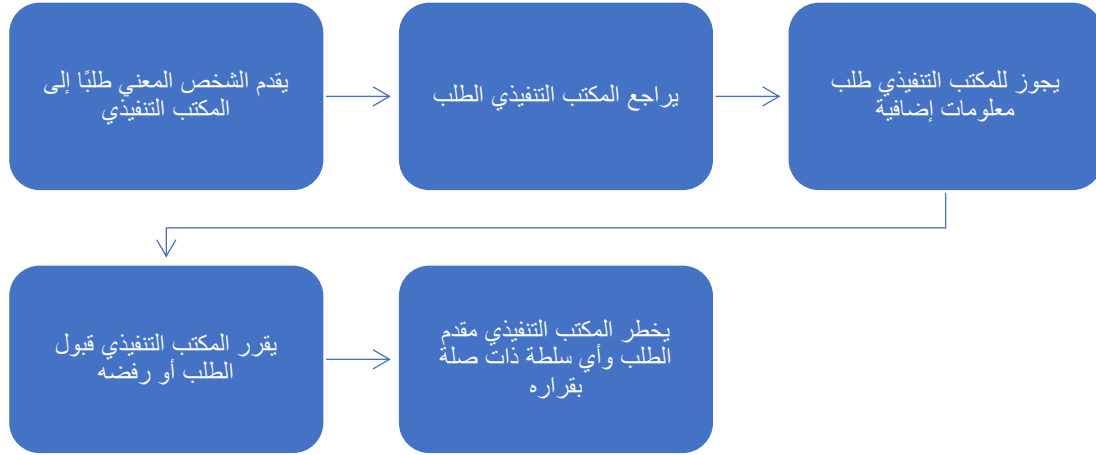 يقدم الشخص المعني طلبًا إلى
المكتب التنفيذي
يراجع المكتب التنفيذي الطلب
يجوز للمكتب التنفيذي طلب
معلومات إضافية
يقرر المكتب التنفيذي قبول
الطلب أو رفضه
يخطر المكتب التنفيذي مقدم
الطلب وأي سلطة ذات صلة
بقراره